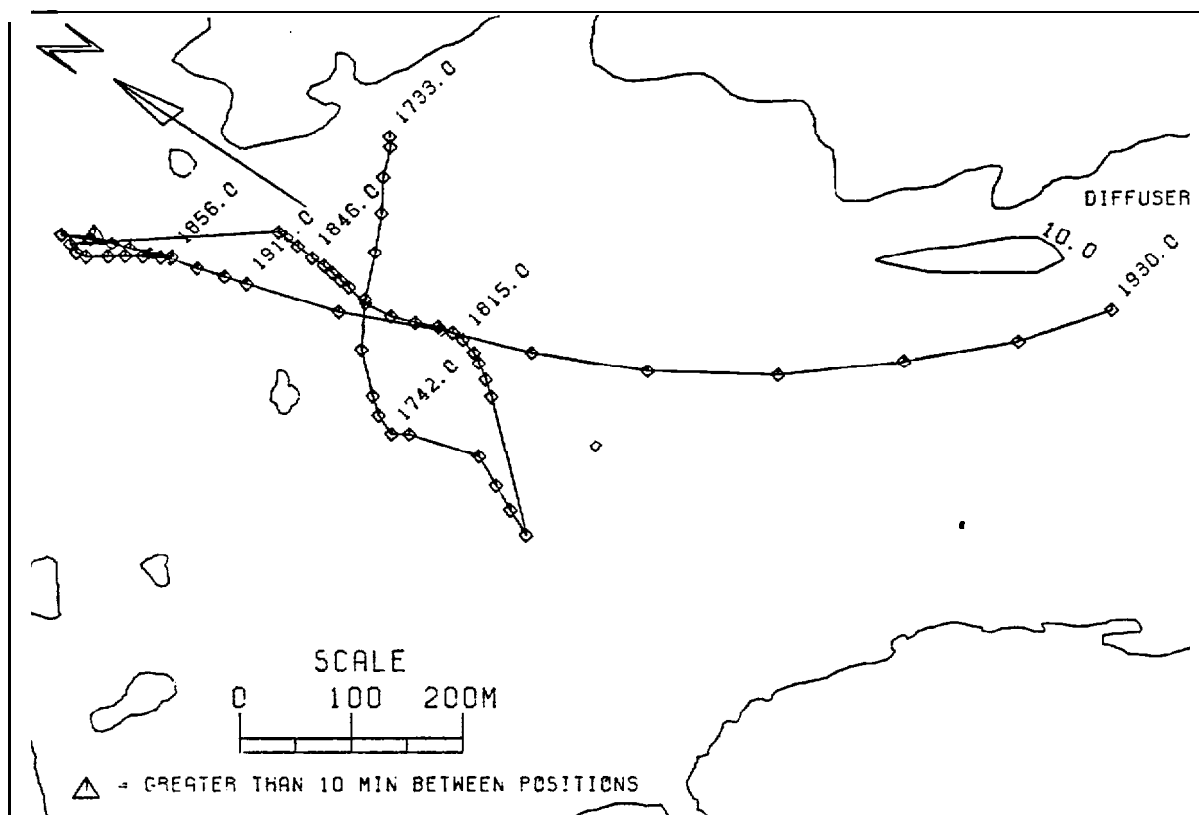 N
1733.0
1856.0
1846.0
DIFFUSER
10.0
1930.0
1815.0
1742.0
SCALE
0 100 200M
= GREATER THAN 10 MIN BETWEEN POSITIONS